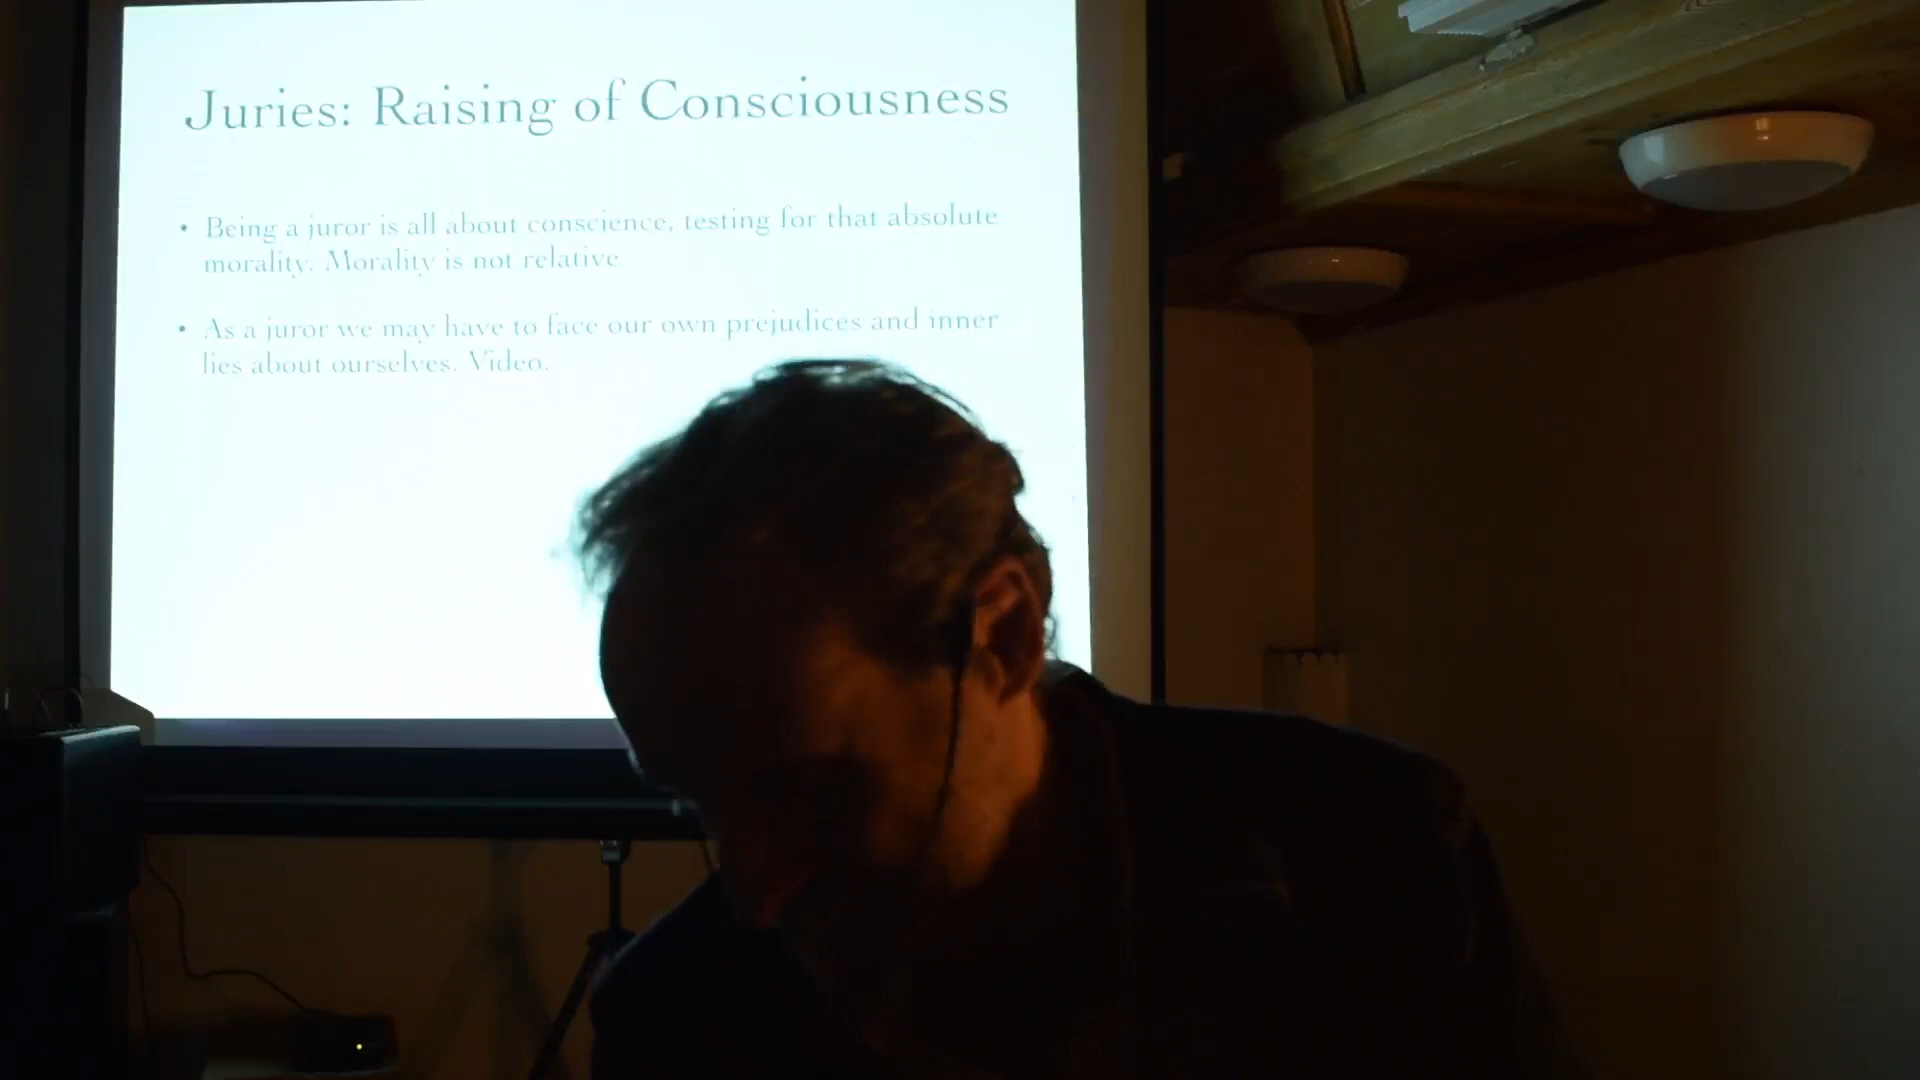 Juries: Raising of Consciousness
• Being a juror is all about conscience, testing for that absolute
morality. Morality is not relative
• As a juror we may have to face our own prejudices and inner
lies about ourselves. Video.